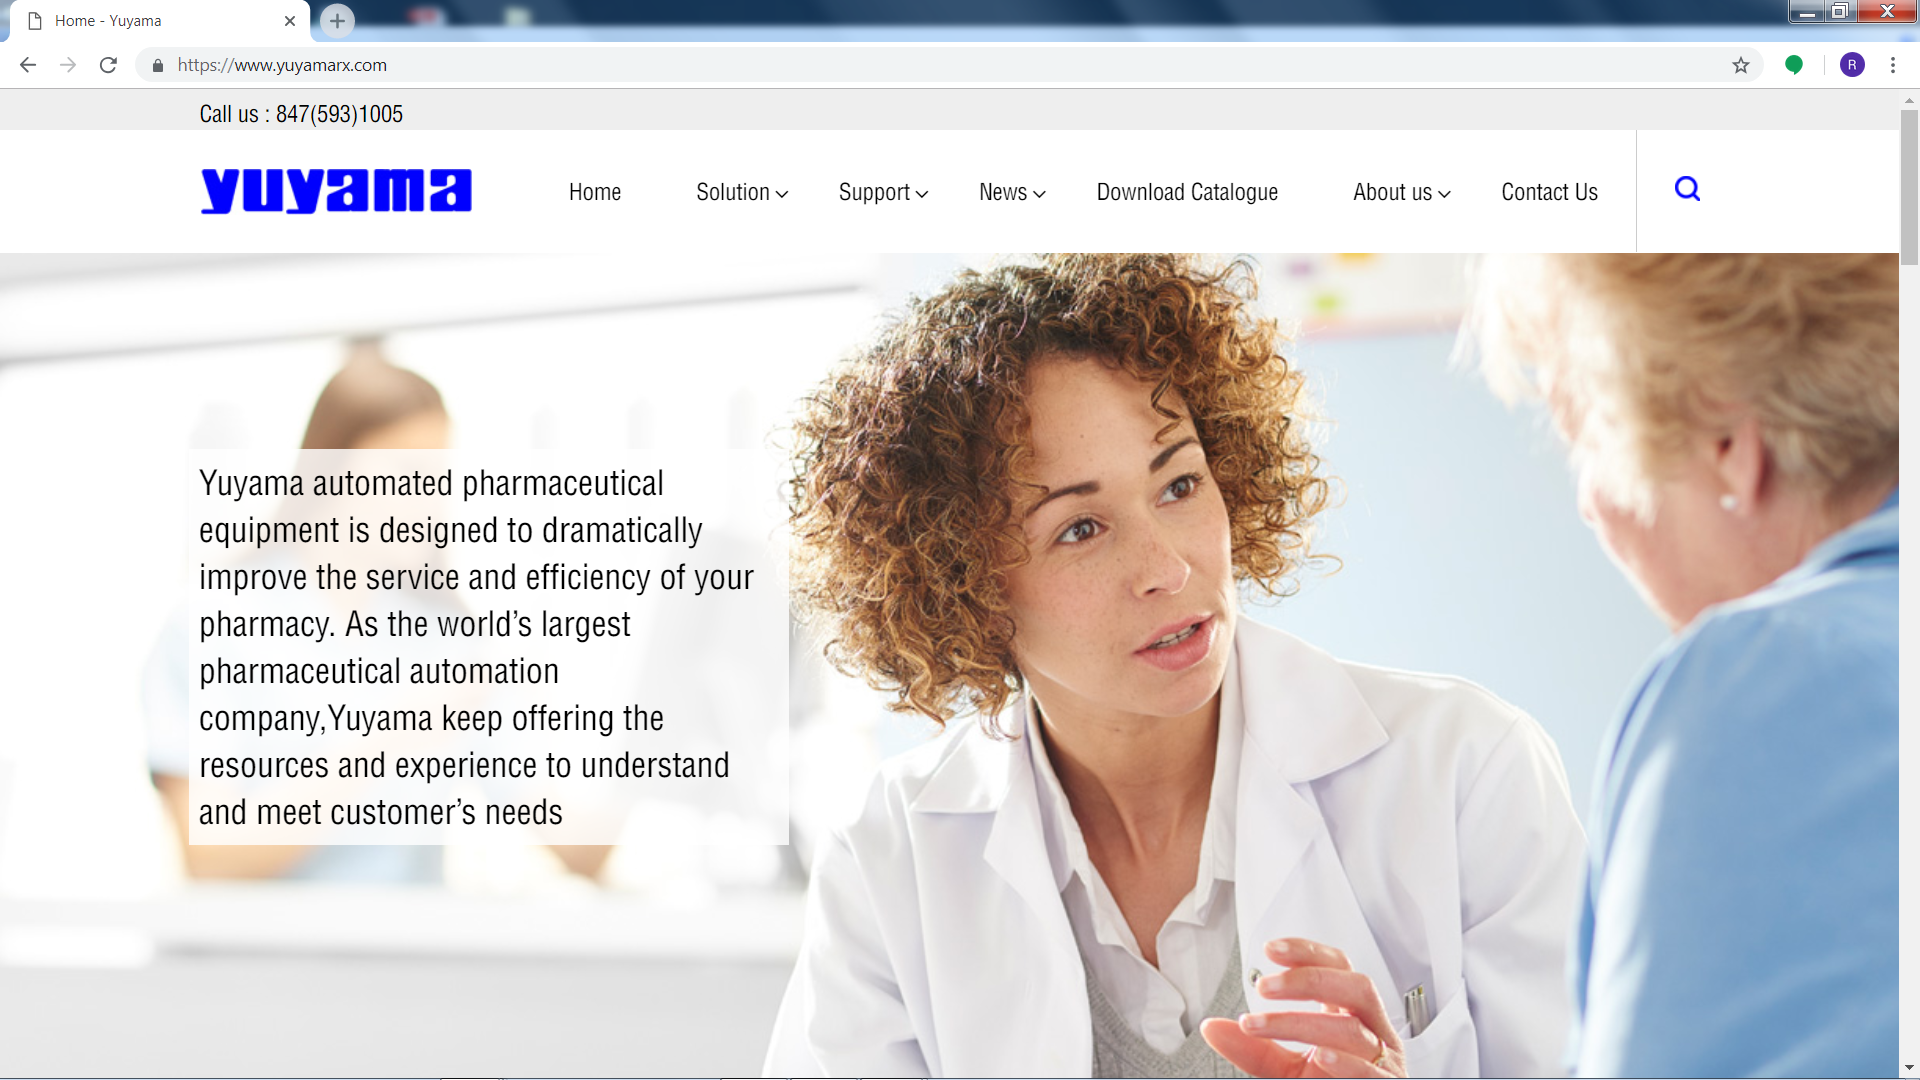 Home - Yuyama
https://www.yuyamarx.com
R
Call us : 847(593)1005
yuyama
Home Solution Support News Download Catalogue About us Contact Us
Yuyama automated pharmaceutical
equipment is designed to dramatically
improve the service and efficiency of your
pharmacy. As the world’s largest
pharmaceutical automation
company,Yuyama keep offering the
resources and experience to understand
and meet customer’s needs